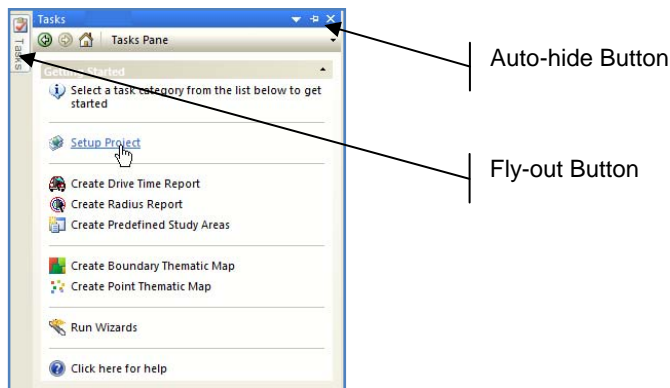 Tasks
Tasks
Tasks Pane
Auto-hide Button
Getting Started
Select a task category from the list below to get
started
Setup Project
Fly-out Button
Create Drive Time Report
Create Radius Report
Create Predefined Study Areas
Create Boundary Thematic Map
Create Point Thematic Map
Run Wizards
Click here for help